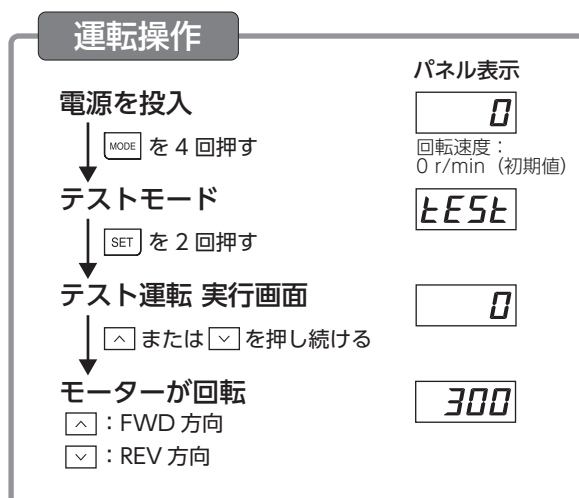 運転操作
パネル表示
電源を投入
0
MODE を 4 回押す
回転速度：
0 r/min（初期値）
テストモード
tESt
SET を 2 回押す
テスト運転 実行画面
0
または を押し続ける
モーターが回転
300
：FWD 方向
：REV 方向